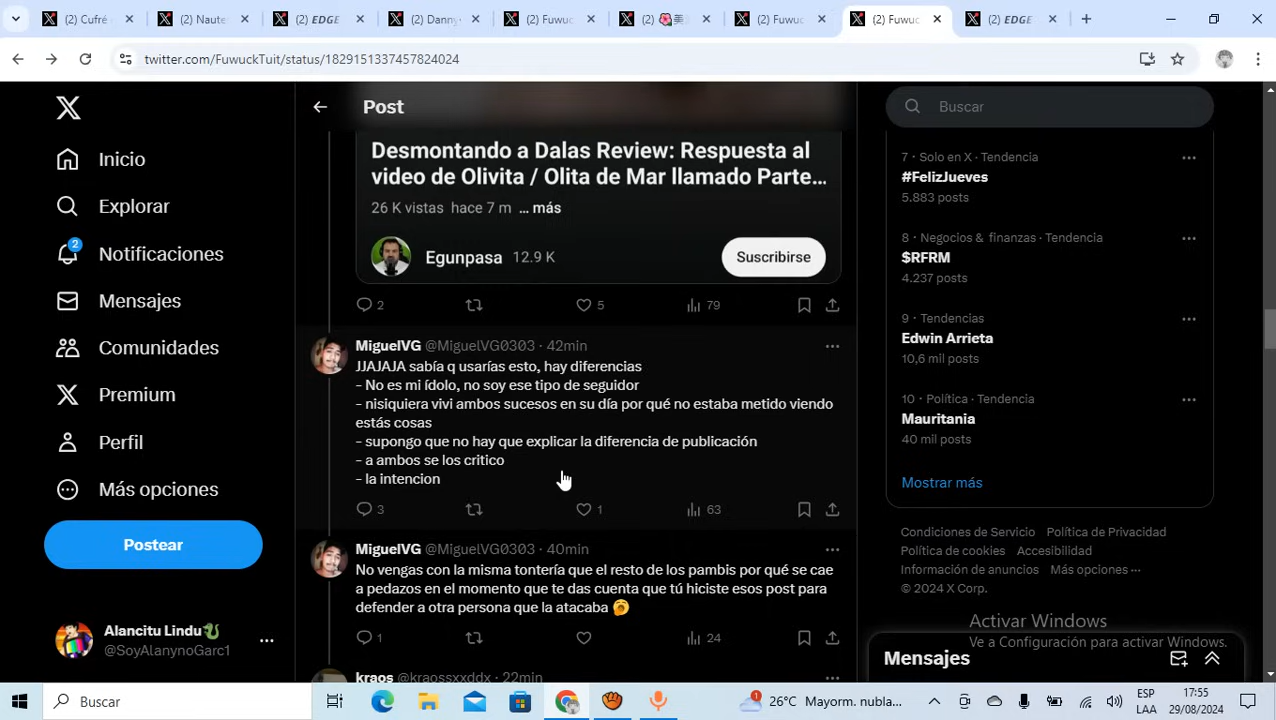 (2) Cufré
(2) Naute
(2) EDGE
(2) Danny
(2) Fuwuc
(2) 🌺美
(2) Fuwuc
(2) Fuwuc
(2) EDGE
twitter.com/FuwuckTuit/status/1829151337457824024
Inicio
Explorar
2
Notificaciones
Mensajes
Comunidades
Premium
Perfil
Más opciones
Postear
Alancitu Lindu🐉
@SoyAlanynoGarc1
Post
Desmontando a Dalas Review: Respuesta al
video de Olivita / Olita de Mar llamado Parte...
26 K vistas hace 7 m ... más
Egunpasa 12.9 K
Suscribirse
2 5 79
MiguelVG @MiguelVG0303 · 42min
JJAJAJA sabía q usarías esto, hay diferencias
- No es mi ídolo, no soy ese tipo de seguidor
- nisiquiera vivi ambos sucesos en su día por qué no estaba metido viendo
estás cosas
- supongo que no hay que explicar la diferencia de publicación
- a ambos se los critico
- la intencion
3 1 63
MiguelVG @MiguelVG0303 · 40min
No vengas con la misma tontería que el resto de los pambis por qué se cae
a pedazos en el momento que te das cuenta que tú hiciste esos post para
defender a otra persona que la atacaba 🥱
1 24
kraos @kraossxxddx · 22min
Buscar
7 · Solo en X · Tendencia
#FelizJueves
5.883 posts
8 · Negocios & finanzas · Tendencia
$RFRM
4.237 posts
9 · Tendencias
Edwin Arrieta
10,6 mil posts
10 · Política · Tendencia
Mauritania
40 mil posts
Mostrar más
Condiciones de Servicio Política de Privacidad
Política de cookies Accesibilidad
Información de anuncios Más opciones ···
© 2024 X Corp.
Activar Windows
Ve a Configuración para activar Windows.
Mensajes
Buscar
1
26°C Mayorm. nubla...
ESP
LAA
17:55
29/08/2024